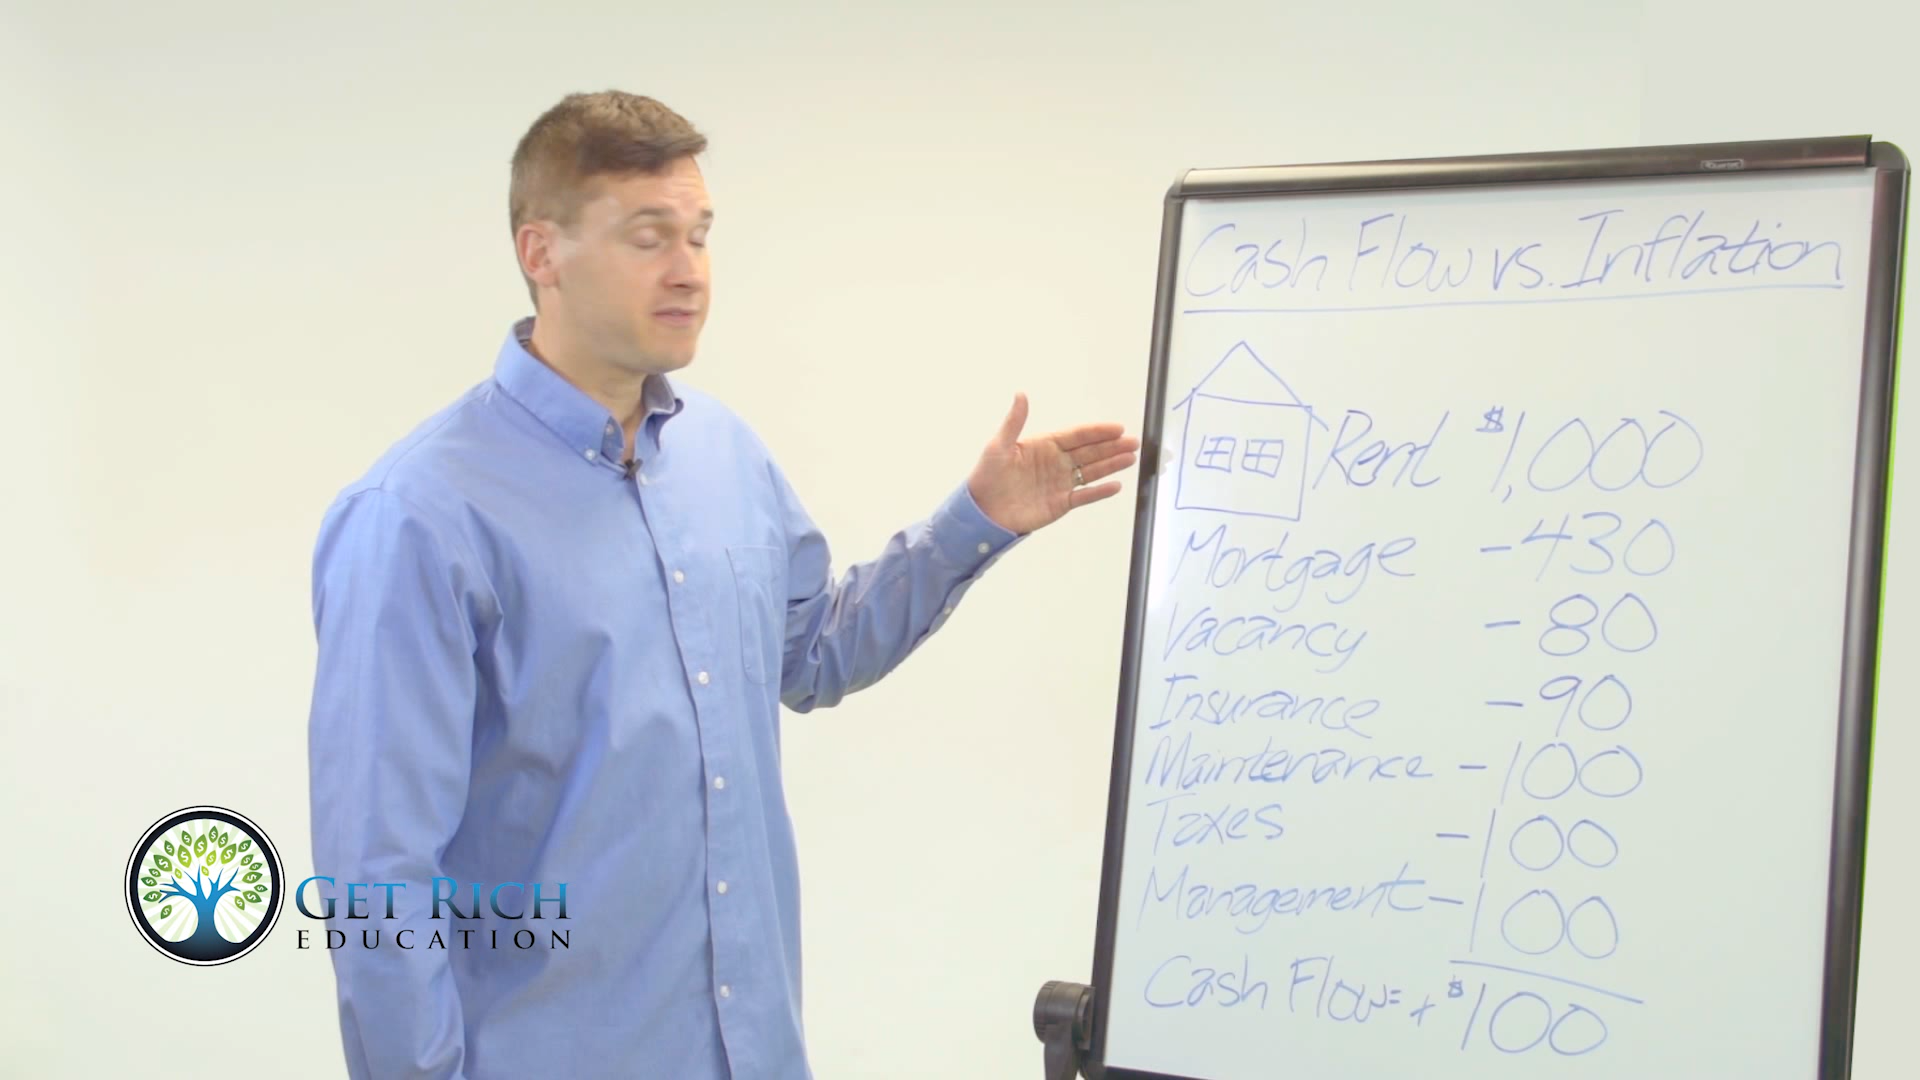 Cash Flow vs. Inflation
Rent $1,000
Mortgage -430
Vacancy -80
Insurance -90
Maintenance -100
Taxes -100
Management -100
Cash Flow= +$100
GET RICH
EDUCATION